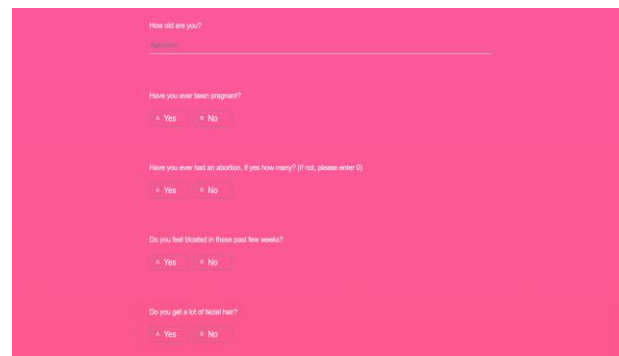 How old are you?
Have you ever been pregnant?
A Yes B No
Have you ever had an abortion, if yes how many? (if not, please enter 0)
A Yes B No
Do you feel bloated in these past few weeks?
A Yes B No
Do you get a lot of facial hair?
A Yes B No